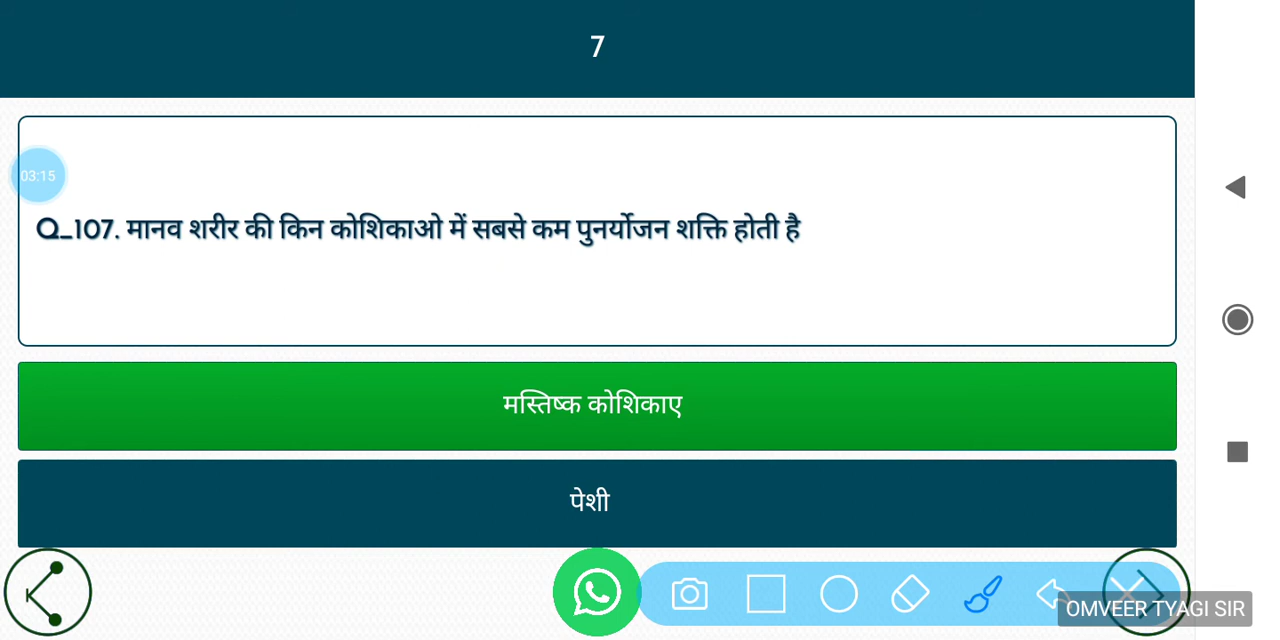 7
03:15
Q_107. मानव शरीर की किन कोशिकाओ में सबसे कम पुनर्योजन शक्ति होती है
मस्तिष्क कोशिकाए
पेशी
OMVEER TYAGI SIR